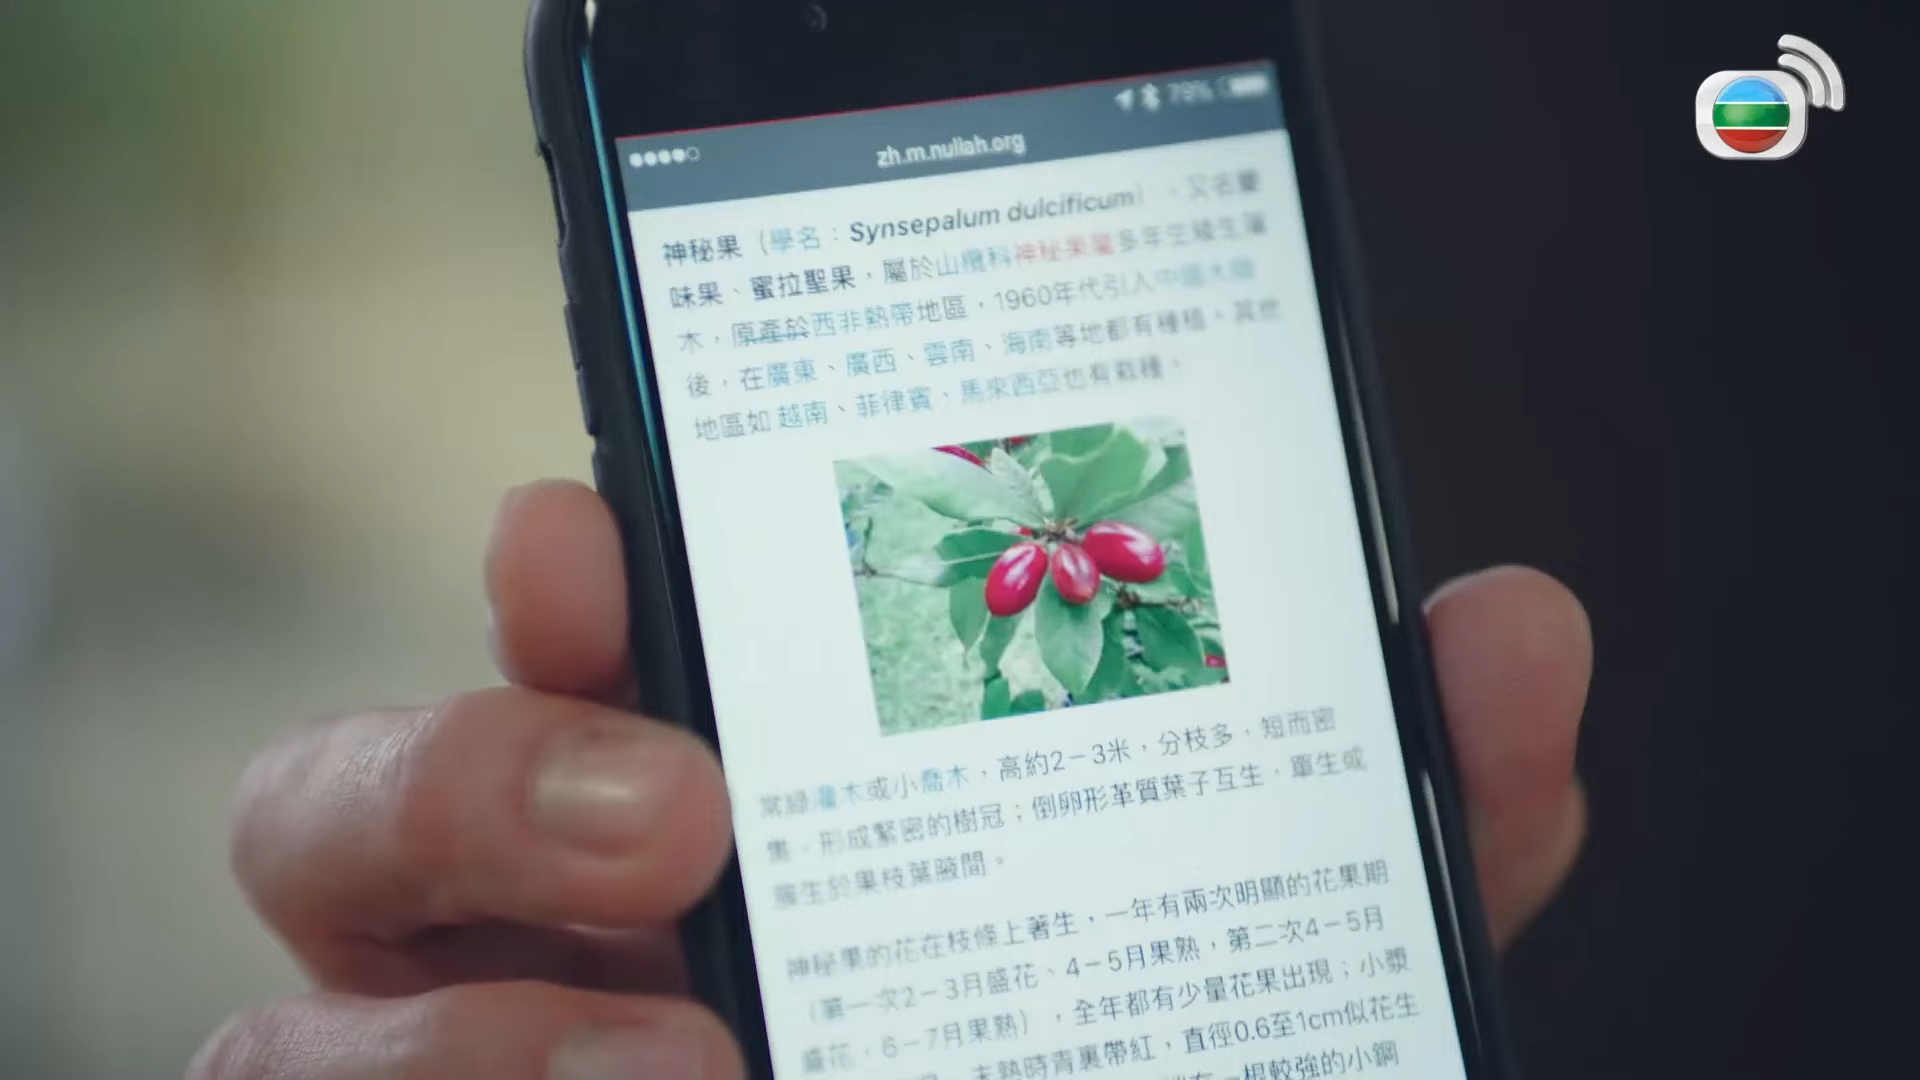 79%
zh.m.nuliah.org
神秘果（學名：Synsepalum dulcificum）、又名
味果、蜜拉聖果，屬於山欖科神秘果屬多年生
木，原產於西非熱帶地區，1960年代引入中國大陸
後，在廣東、廣西、雲南、海南等地都有種植。其他
地區如 越南、菲律賓、馬來西亞也有栽種。
常綠灌木或小喬木，高約2－3米，分枝多，短而密
集，形成緊密的樹冠；倒卵形革質葉子互生，單生或
生於果枝葉腋間。
神秘果的花在枝條上著生，一年有兩次明顯的花果期
（第一次2－3月盛花、4－5月果熟，第二次4－5月
盛花，6－7月果熟），全年都有少量花果出現；小漿
未熟時青裏帶紅，直徑0.6至1cm似花生
一根較強的小鋼